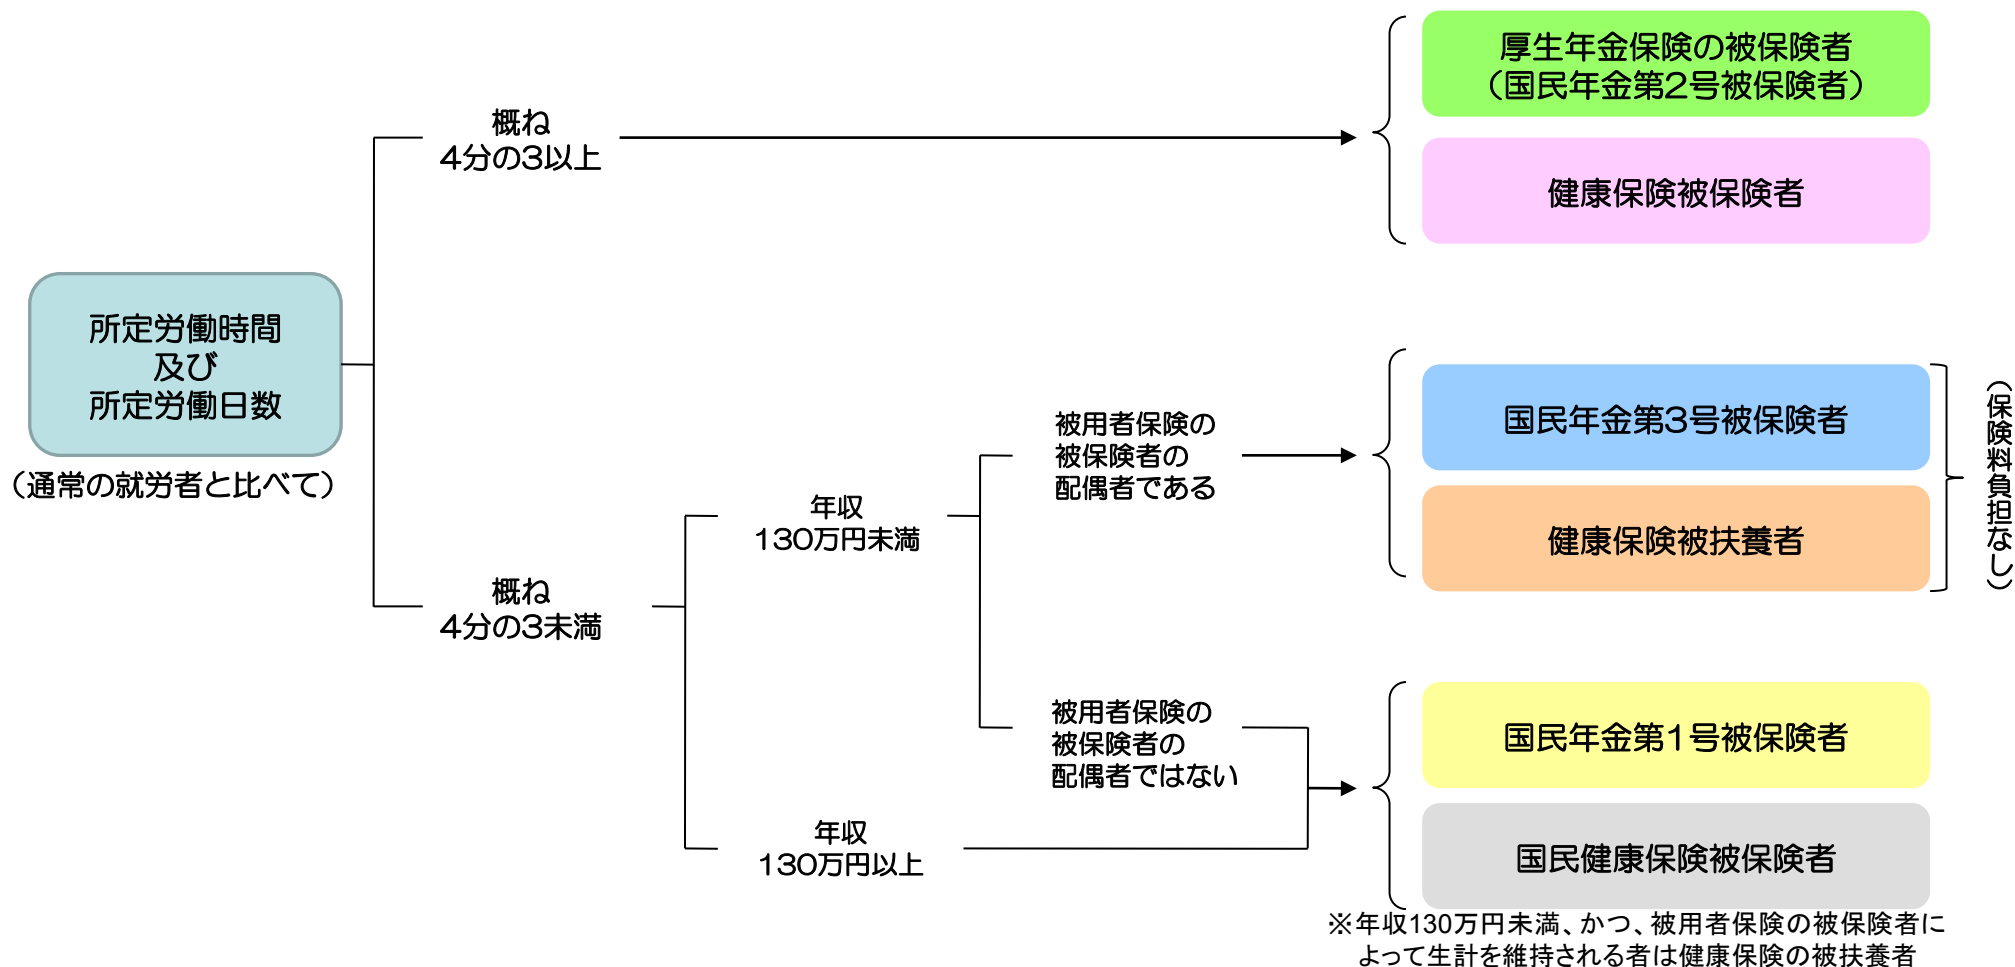 所定労働時間
及び
所定労働日数
（通常の就労者と比べて）
概ね
４分の３以上
厚生年金保険の被保険者
（国民年金第２号被保険者）
健康保険被保険者
概ね
４分の３未満
年収
130万円未満
被用者保険の
被保険者の
配偶者である
国民年金第３号被保険者
健康保険被扶養者
（保険料負担なし）
被用者保険の
被保険者の
配偶者ではない
年収
130万円以上
国民年金第１号被保険者
国民健康保険被保険者
※年収130万円未満、かつ、被用者保険の被保険者に
よって生計を維持される者は健康保険の被扶養者